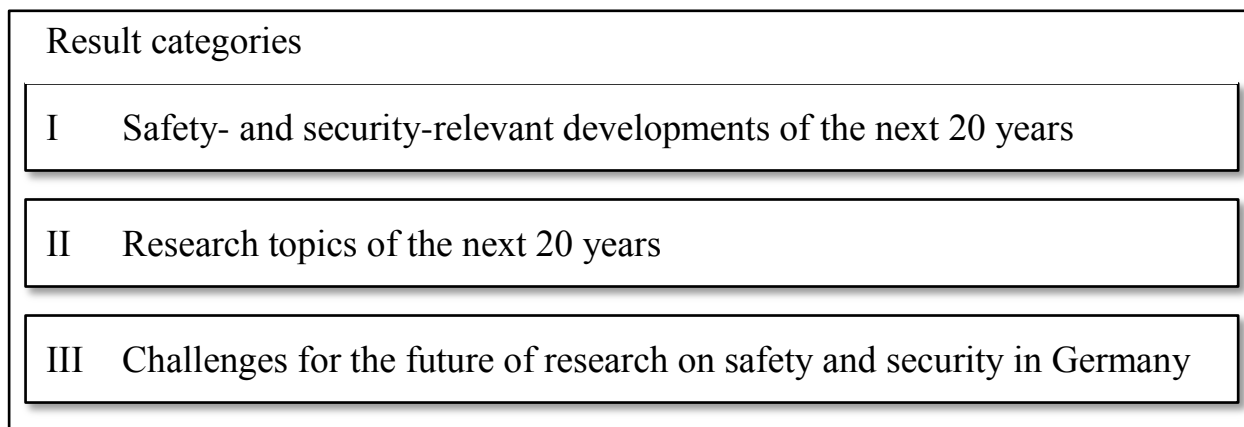 Result categories
I Safety- and security-relevant developments of the next 20 years
II Research topics of the next 20 years
III Challenges for the future of research on safety and security in Germany